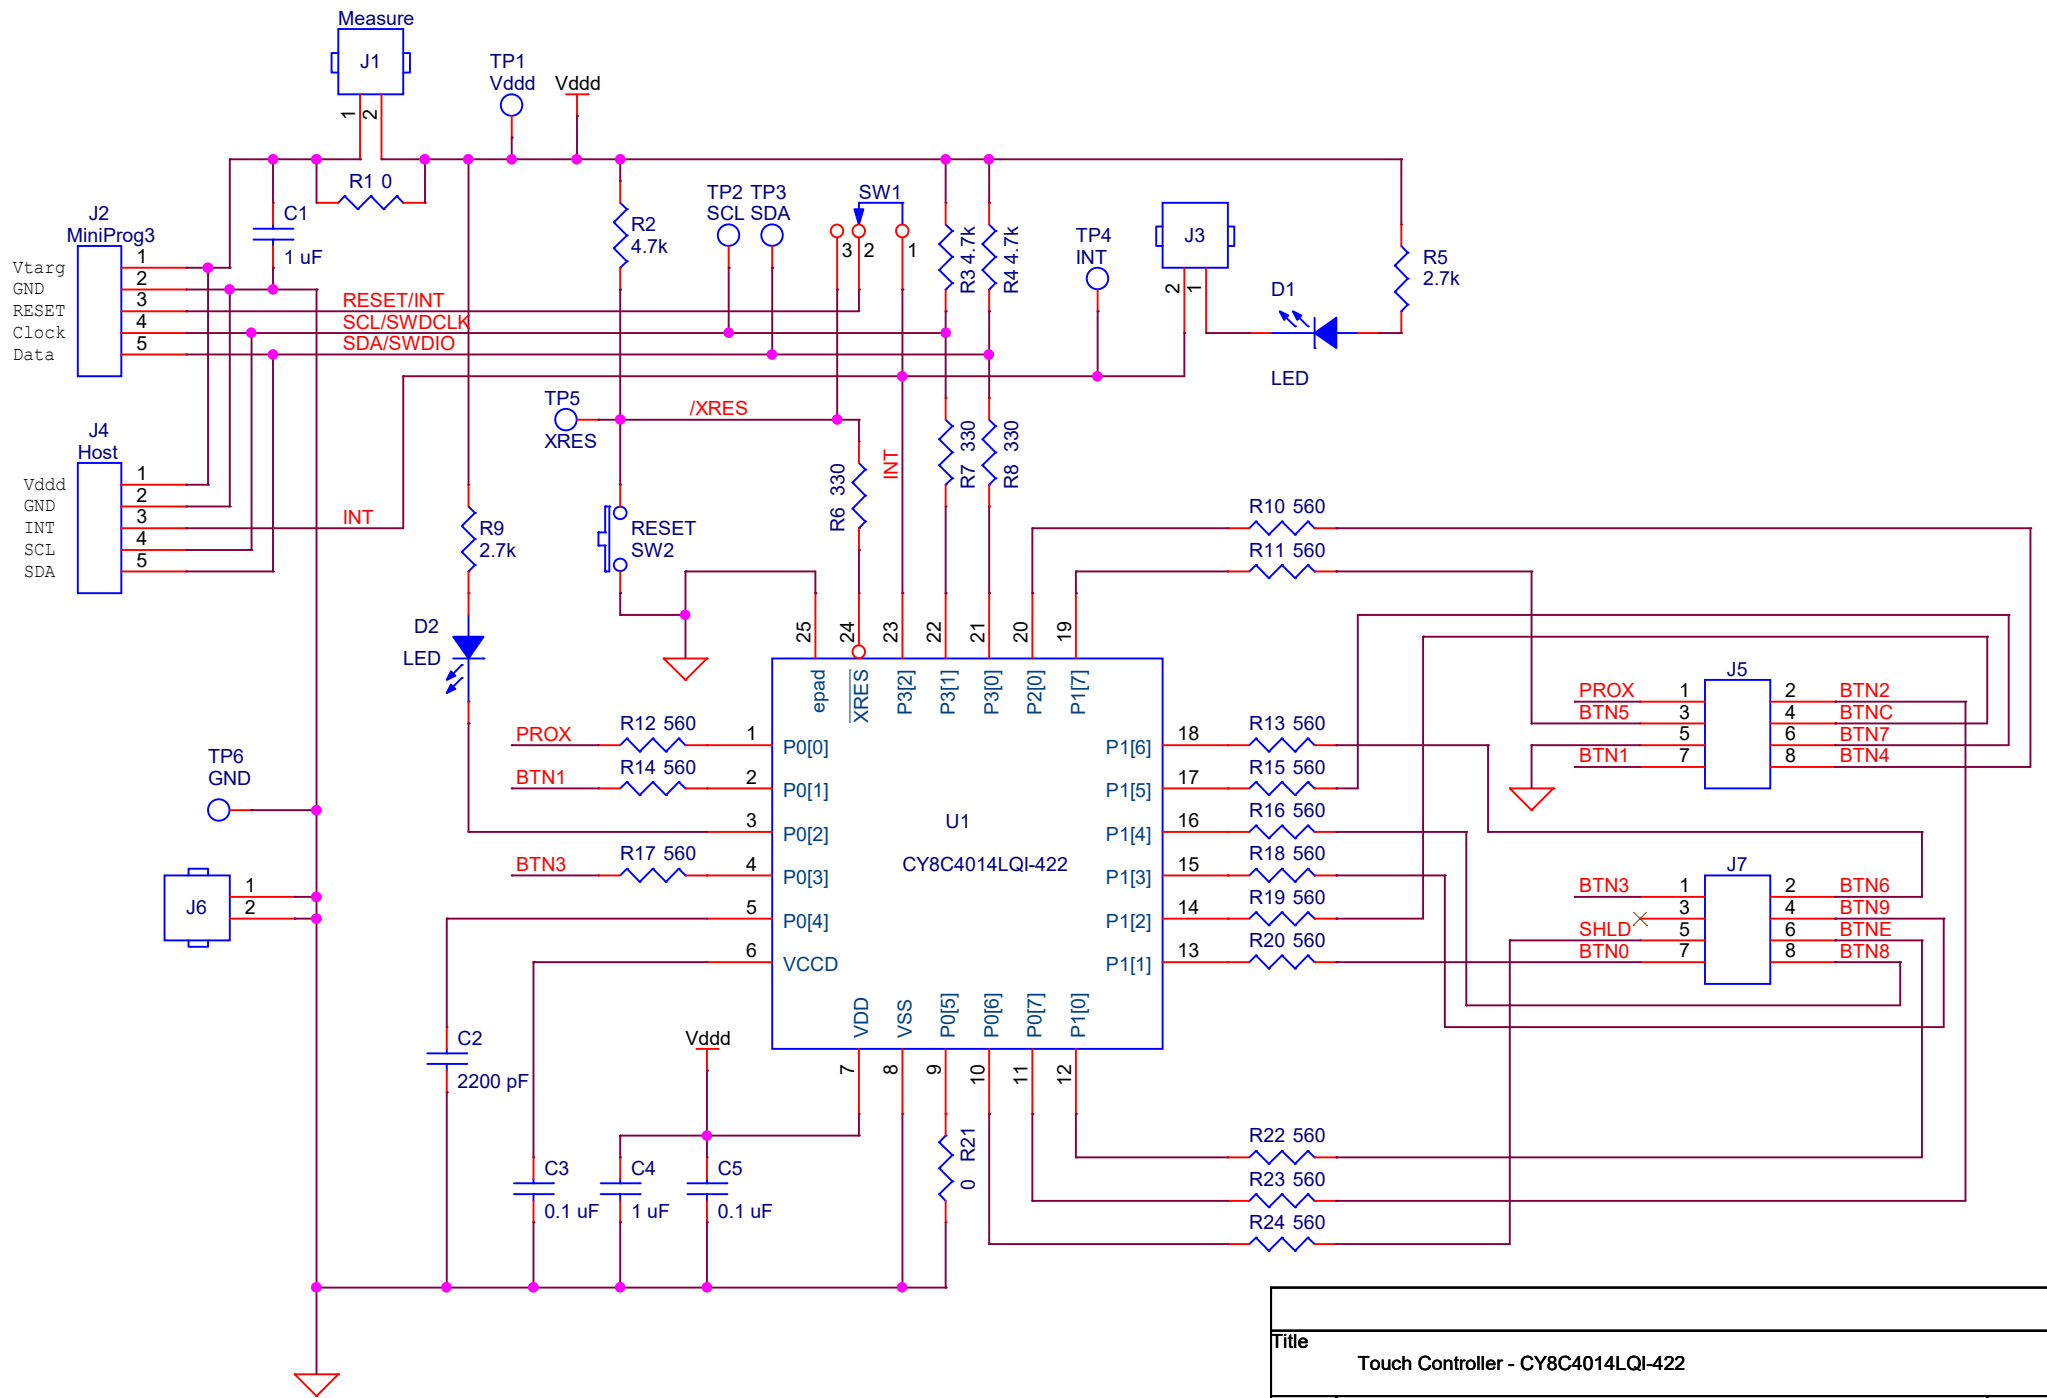 Measure
J1
1
2
TP1
Vddd
Vddd
R1 0
J2
MiniProg3
C1
1 uF
Vtarg
GND
RESET
Clock
Data
1
2
3
4
5
RESET/INT
SCL/SWDCLK
SDA/SWDIO
R2
4.7k
TP2
SCL
TP3
SDA
SW1
3
2
1
R3 4.7k
R4 4.7k
TP4
INT
J3
2
1
D1
LED
R5
2.7k
TP5
XRES
/XRES
J4
Host
Vddd
GND
INT
SCL
SDA
1
2
3
4
5
INT
R9
2.7k
RESET
SW2
R6 330
INT
R7 330
R8 330
R10 560
R11 560
D2
LED
25
24
23
22
21
20
19
epad
XRES
P3[2]
P3[1]
P3[0]
P2[0]
P1[7]
PROX
R12 560
1
P0[0]
BTN1
R14 560
2
P0[1]
3
P0[2]
BTN3
R17 560
4
P0[3]
5
P0[4]
6
VCCD
U1
CY8C4014LQI-422
P1[6]
18
R13 560
P1[5]
17
R15 560
P1[4]
16
R16 560
P1[3]
15
R18 560
P1[2]
14
R19 560
P1[1]
13
R20 560
J5
PROX
1
2
BTN2
BTN5
3
4
BTNC
5
6
BTN7
BTN1
7
8
BTN4
J7
BTN3
1
2
BTN6
3
4
BTN9
SHLD
5
6
BTNE
BTN0
7
8
BTN8
TP6
GND
J6
1
2
VDD
VSS
P0[5]
P0[6]
P0[7]
P1[0]
7
8
9
10
11
12
Vddd
C2
2200 pF
C3
0.1 uF
C4
1 uF
C5
0.1 uF
0 R21
R22 560
R23 560
R24 560
Title
Touch Controller - CY8C4014LQI-422